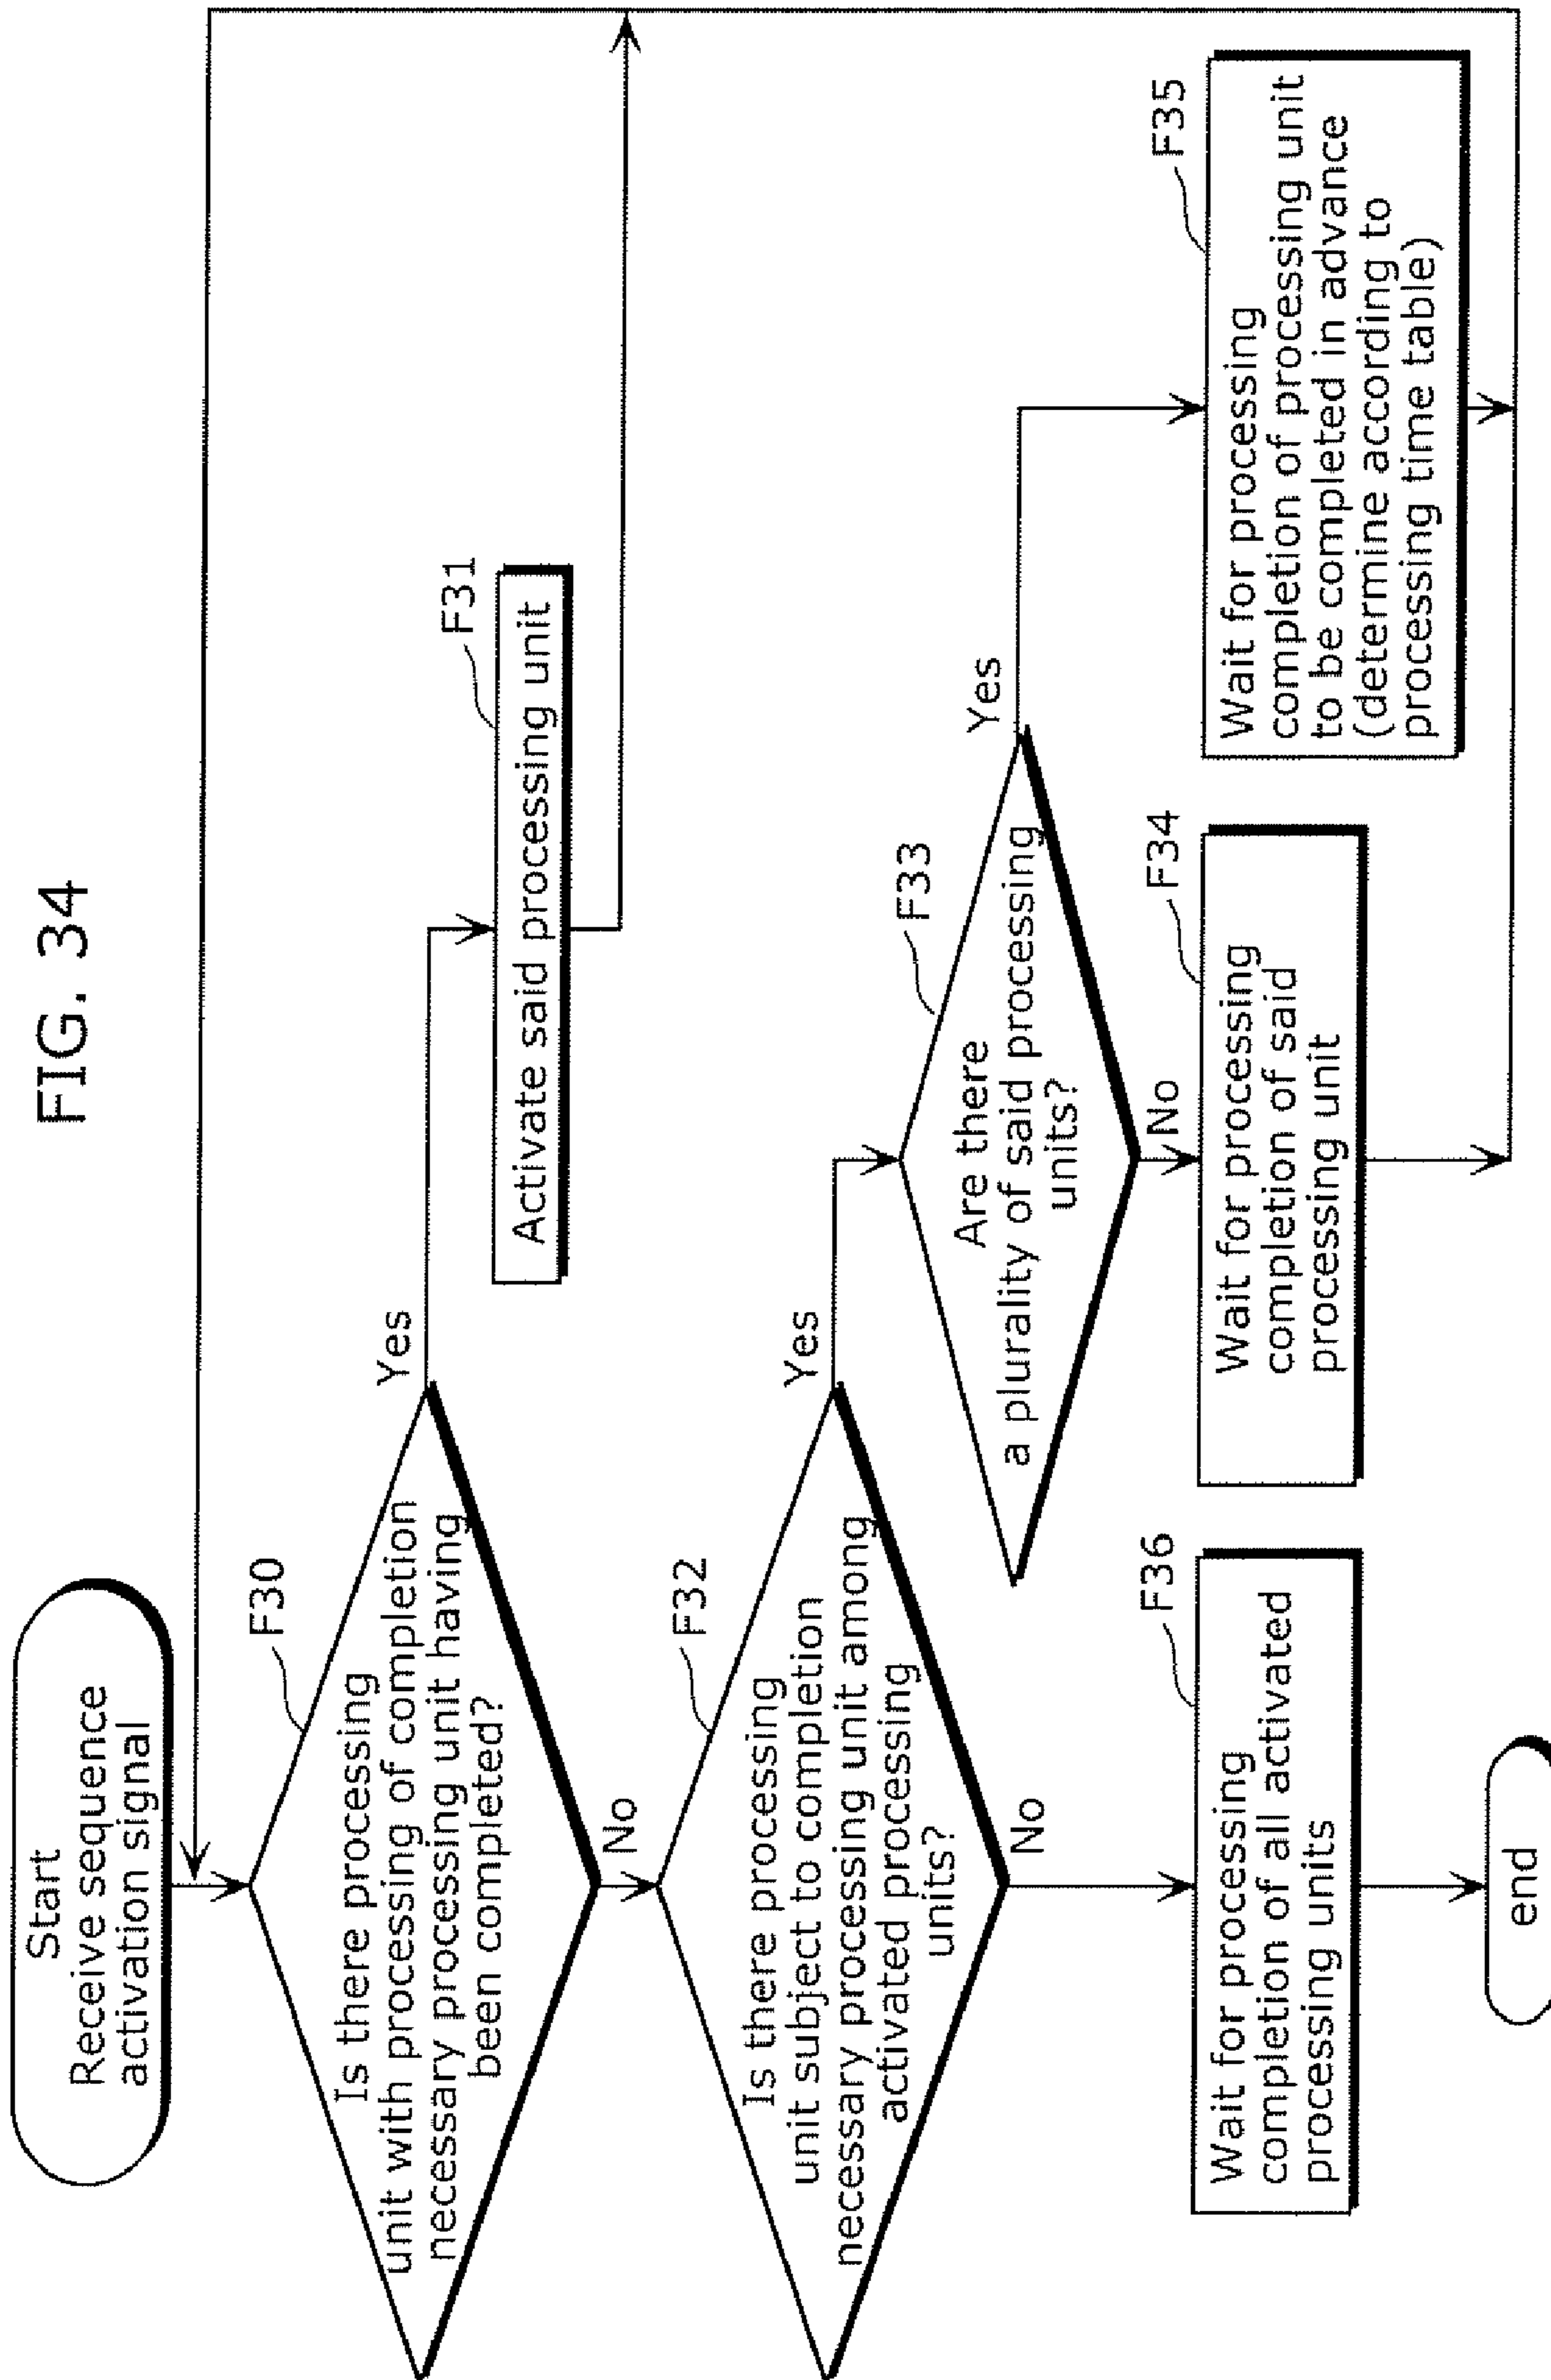 FIG. 34
Start
Receive sequence
activation signal
F30
Is there processing
unit with processing of completion
necessary processing unit having
been completed?
Yes
No
F31
Activate said processing unit
F32
Is there processing
unit subject to completion
necessary processing unit among
activated processing
units?
Yes
No
F33
Are there
a plurality of said processing
units?
Yes
No
F36
Wait for processing
completion of all activated
processing units
F34
Wait for processing
completion of said
processing unit
F35
Wait for processing
completion of processing unit
to be completed in advance
(determine according to
processing time table)
end